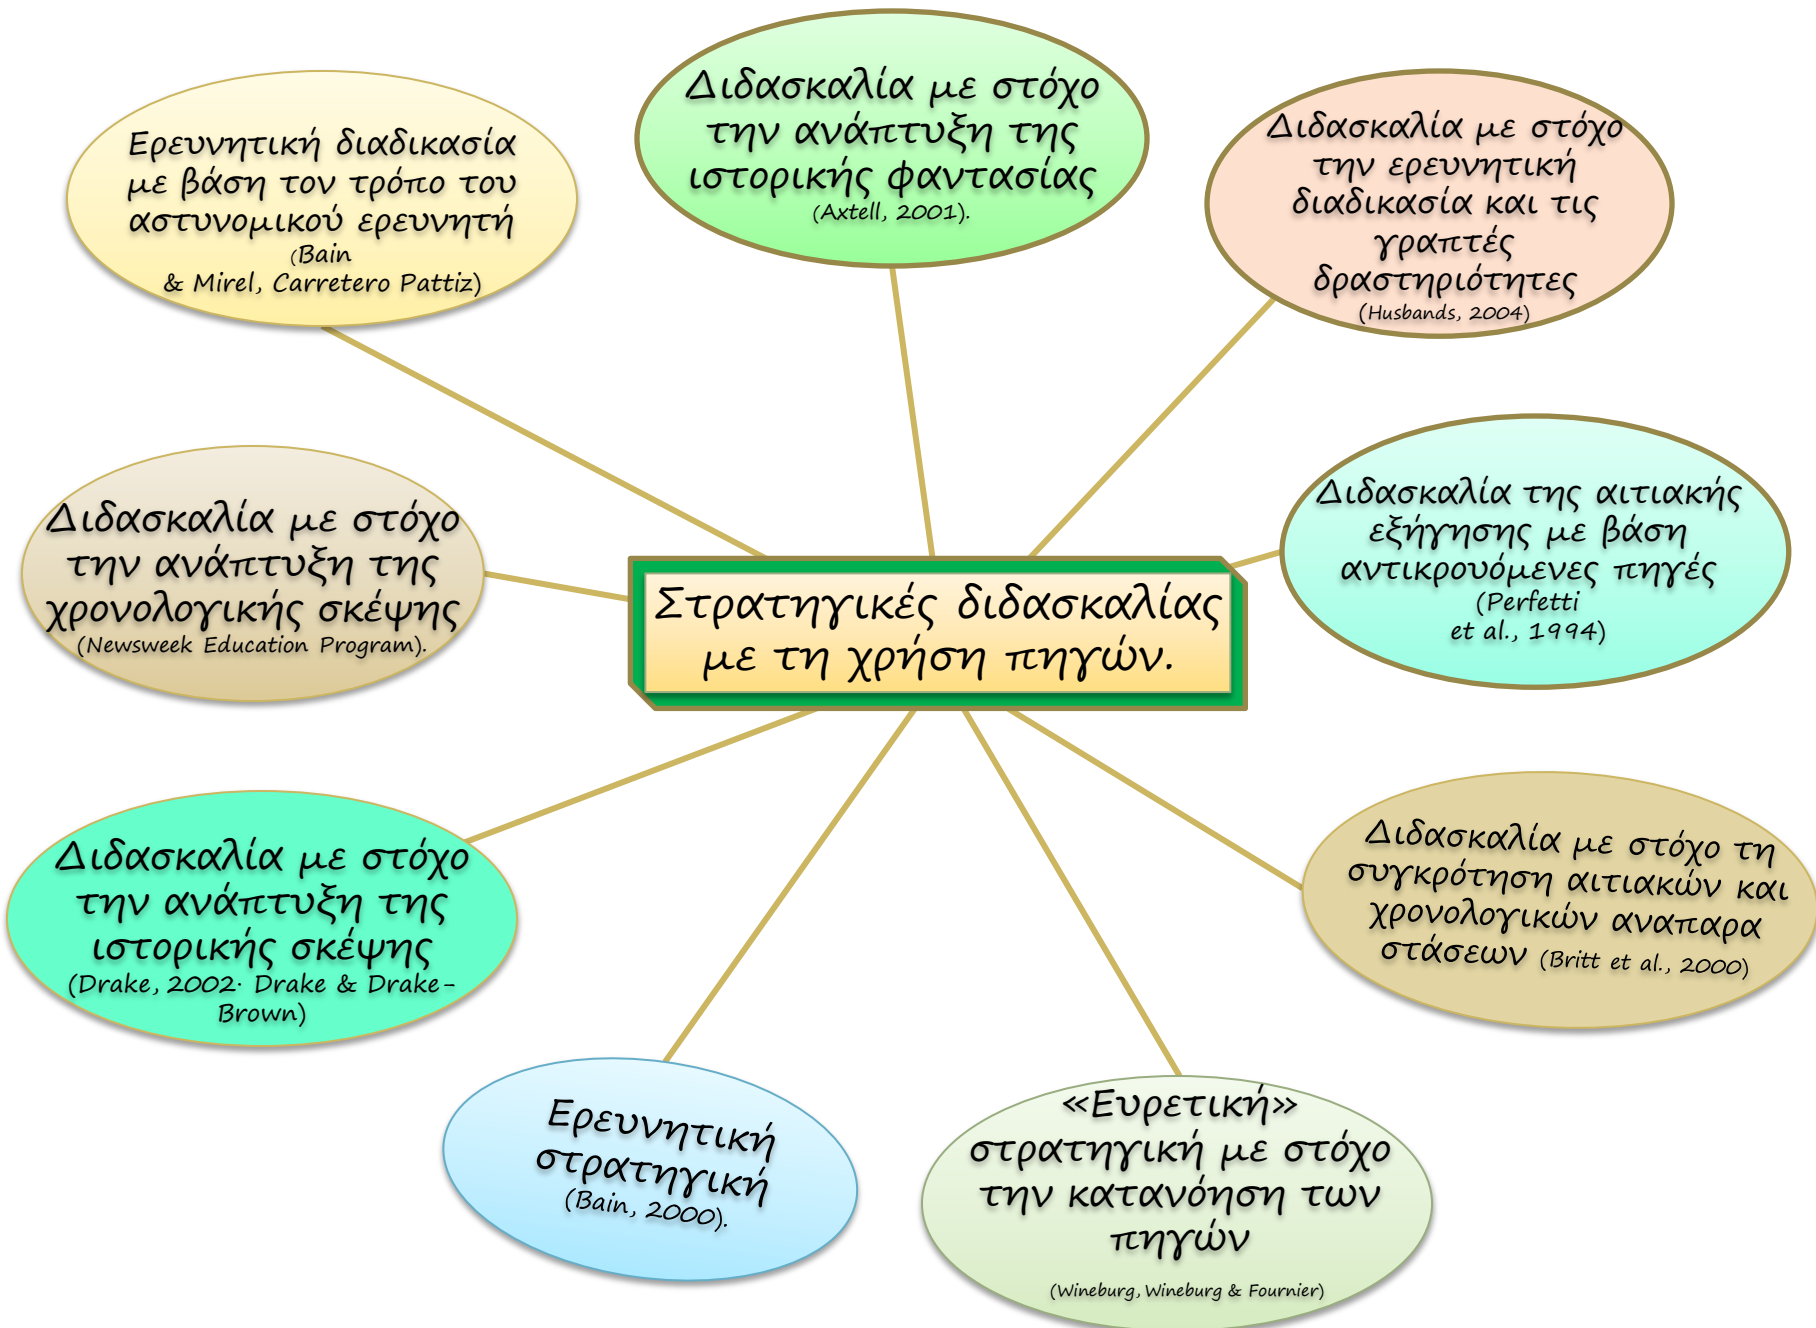 Διδασκαλία με στόχο
την ανάπτυξη της
ιστορικής φαντασίας
(Axtell, 2001).
Ερευνητική διαδικασία
με βάση τον τρόπο του
αστυνομικού ερευνητή
(Bain
& Mirel, Carretero Pattiz)
Διδασκαλία με στόχο
την ερευνητική
διαδικασία και τις
γραπτές
δραστηριότητες
(Husbands, 2004)
Διδασκαλία με στόχο
την ανάπτυξη της
χρονολογικής σκέψης
(Newsweek Education Program).
Στρατηγικές διδασκαλίας
με τη χρήση πηγών.
Διδασκαλία της αιτιακής
εξήγησης με βάση
αντικρουόμενες πηγές
(Perfetti
et al., 1994)
Διδασκαλία με στόχο
την ανάπτυξη της
ιστορικής σκέψης
(Drake, 2002· Drake & Drake-
Brown)
Διδασκαλία με στόχο τη
συγκρότηση αιτιακών και
χρονολογικών αναπαρα
στάσεων (Britt et al., 2000)
Ερευνητική
στρατηγική
(Bain, 2000).
«Ευρετική»
στρατηγική με στόχο
την κατανόηση των
πηγών
(Wineburg, Wineburg & Fournier)